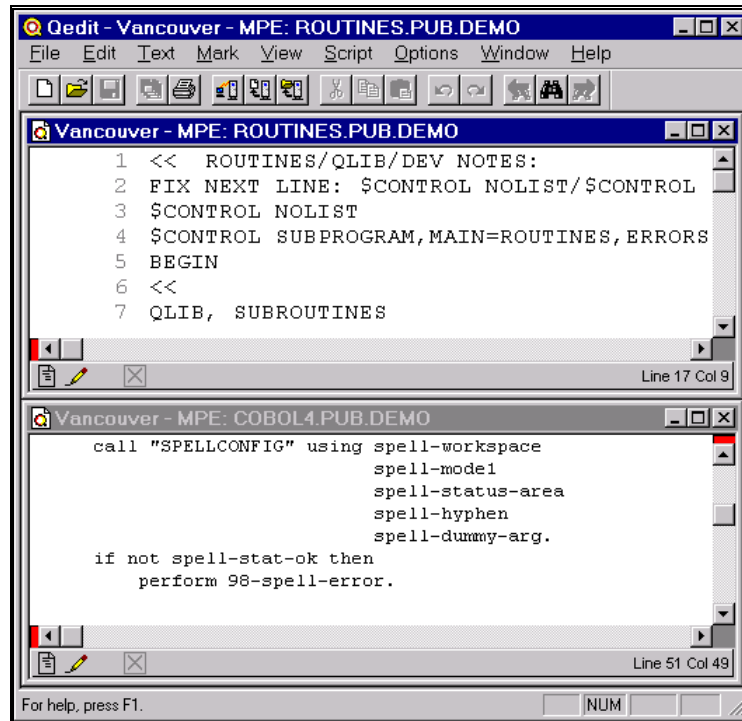 Qedit - Vancouver - MPE: ROUTINES.PUB.DEMO
File Edit Text Mark View Script Options Window Help
Vancouver - MPE: ROUTINES.PUB.DEMO
1 << ROUTINES/QLIB/DEV NOTES:
2 FIX NEXT LINE: $CONTROL NOLIST/$CONTROL
3 $CONTROL NOLIST
4 $CONTROL SUBPROGRAM,MAIN=ROUTINES,ERRORS
5 BEGIN
6 <<
7 QLIB, SUBROUTINES
Line 17 Col 9
Vancouver - MPE: COBOL4.PUB.DEMO
call "SPELLCONFIG" using spell-workspace
spell-mode1
spell-status-area
spell-hyphen
spell-dummy-arg.
if not spell-stat-ok then
perform 98-spell-error.
Line 51 Col 49
For help, press F1.
NUM